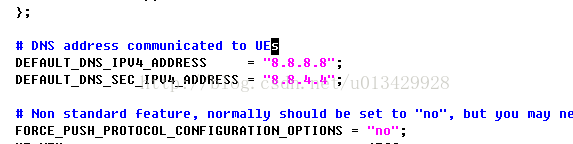 };
# DNS address communicated to UEs
DEFAULT_DNS_IPV4_ADDRESS = "8.8.8.8";
DEFAULT_DNS_SEC_IPV4_ADDRESS = "8.8.4.4";
http://blog.csdn.net/u013429928
# Non standard feature, normally should be set to "no", but you may ne
FORCE_PUSH_PROTOCOL_CONFIGURATION_OPTIONS = "no";